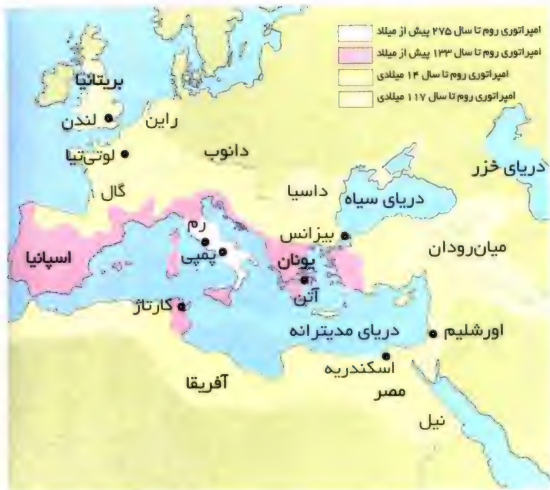 امپراتوری روم تا سال ۲۷۵ پیش از میلاد
امپراتوری روم تا سال ۱۳۳ پیش از میلاد
امپراتوری روم تا سال ۱۴ میلادی
امپراتوری روم تا سال ۱۱۷ میلادی
بریتانیا
لندن
راین
لوتی‌تیا
دانوب
گال
داسیا
دریای سیاه
دریای خزر
بیزانس
میان‌رودان
رم
پمپی
یونان
اسپانیا
آتن
کارتاژ
دریای مدیترانه
اورشلیم
اسکندریه
آفریقا
مصر
نیل